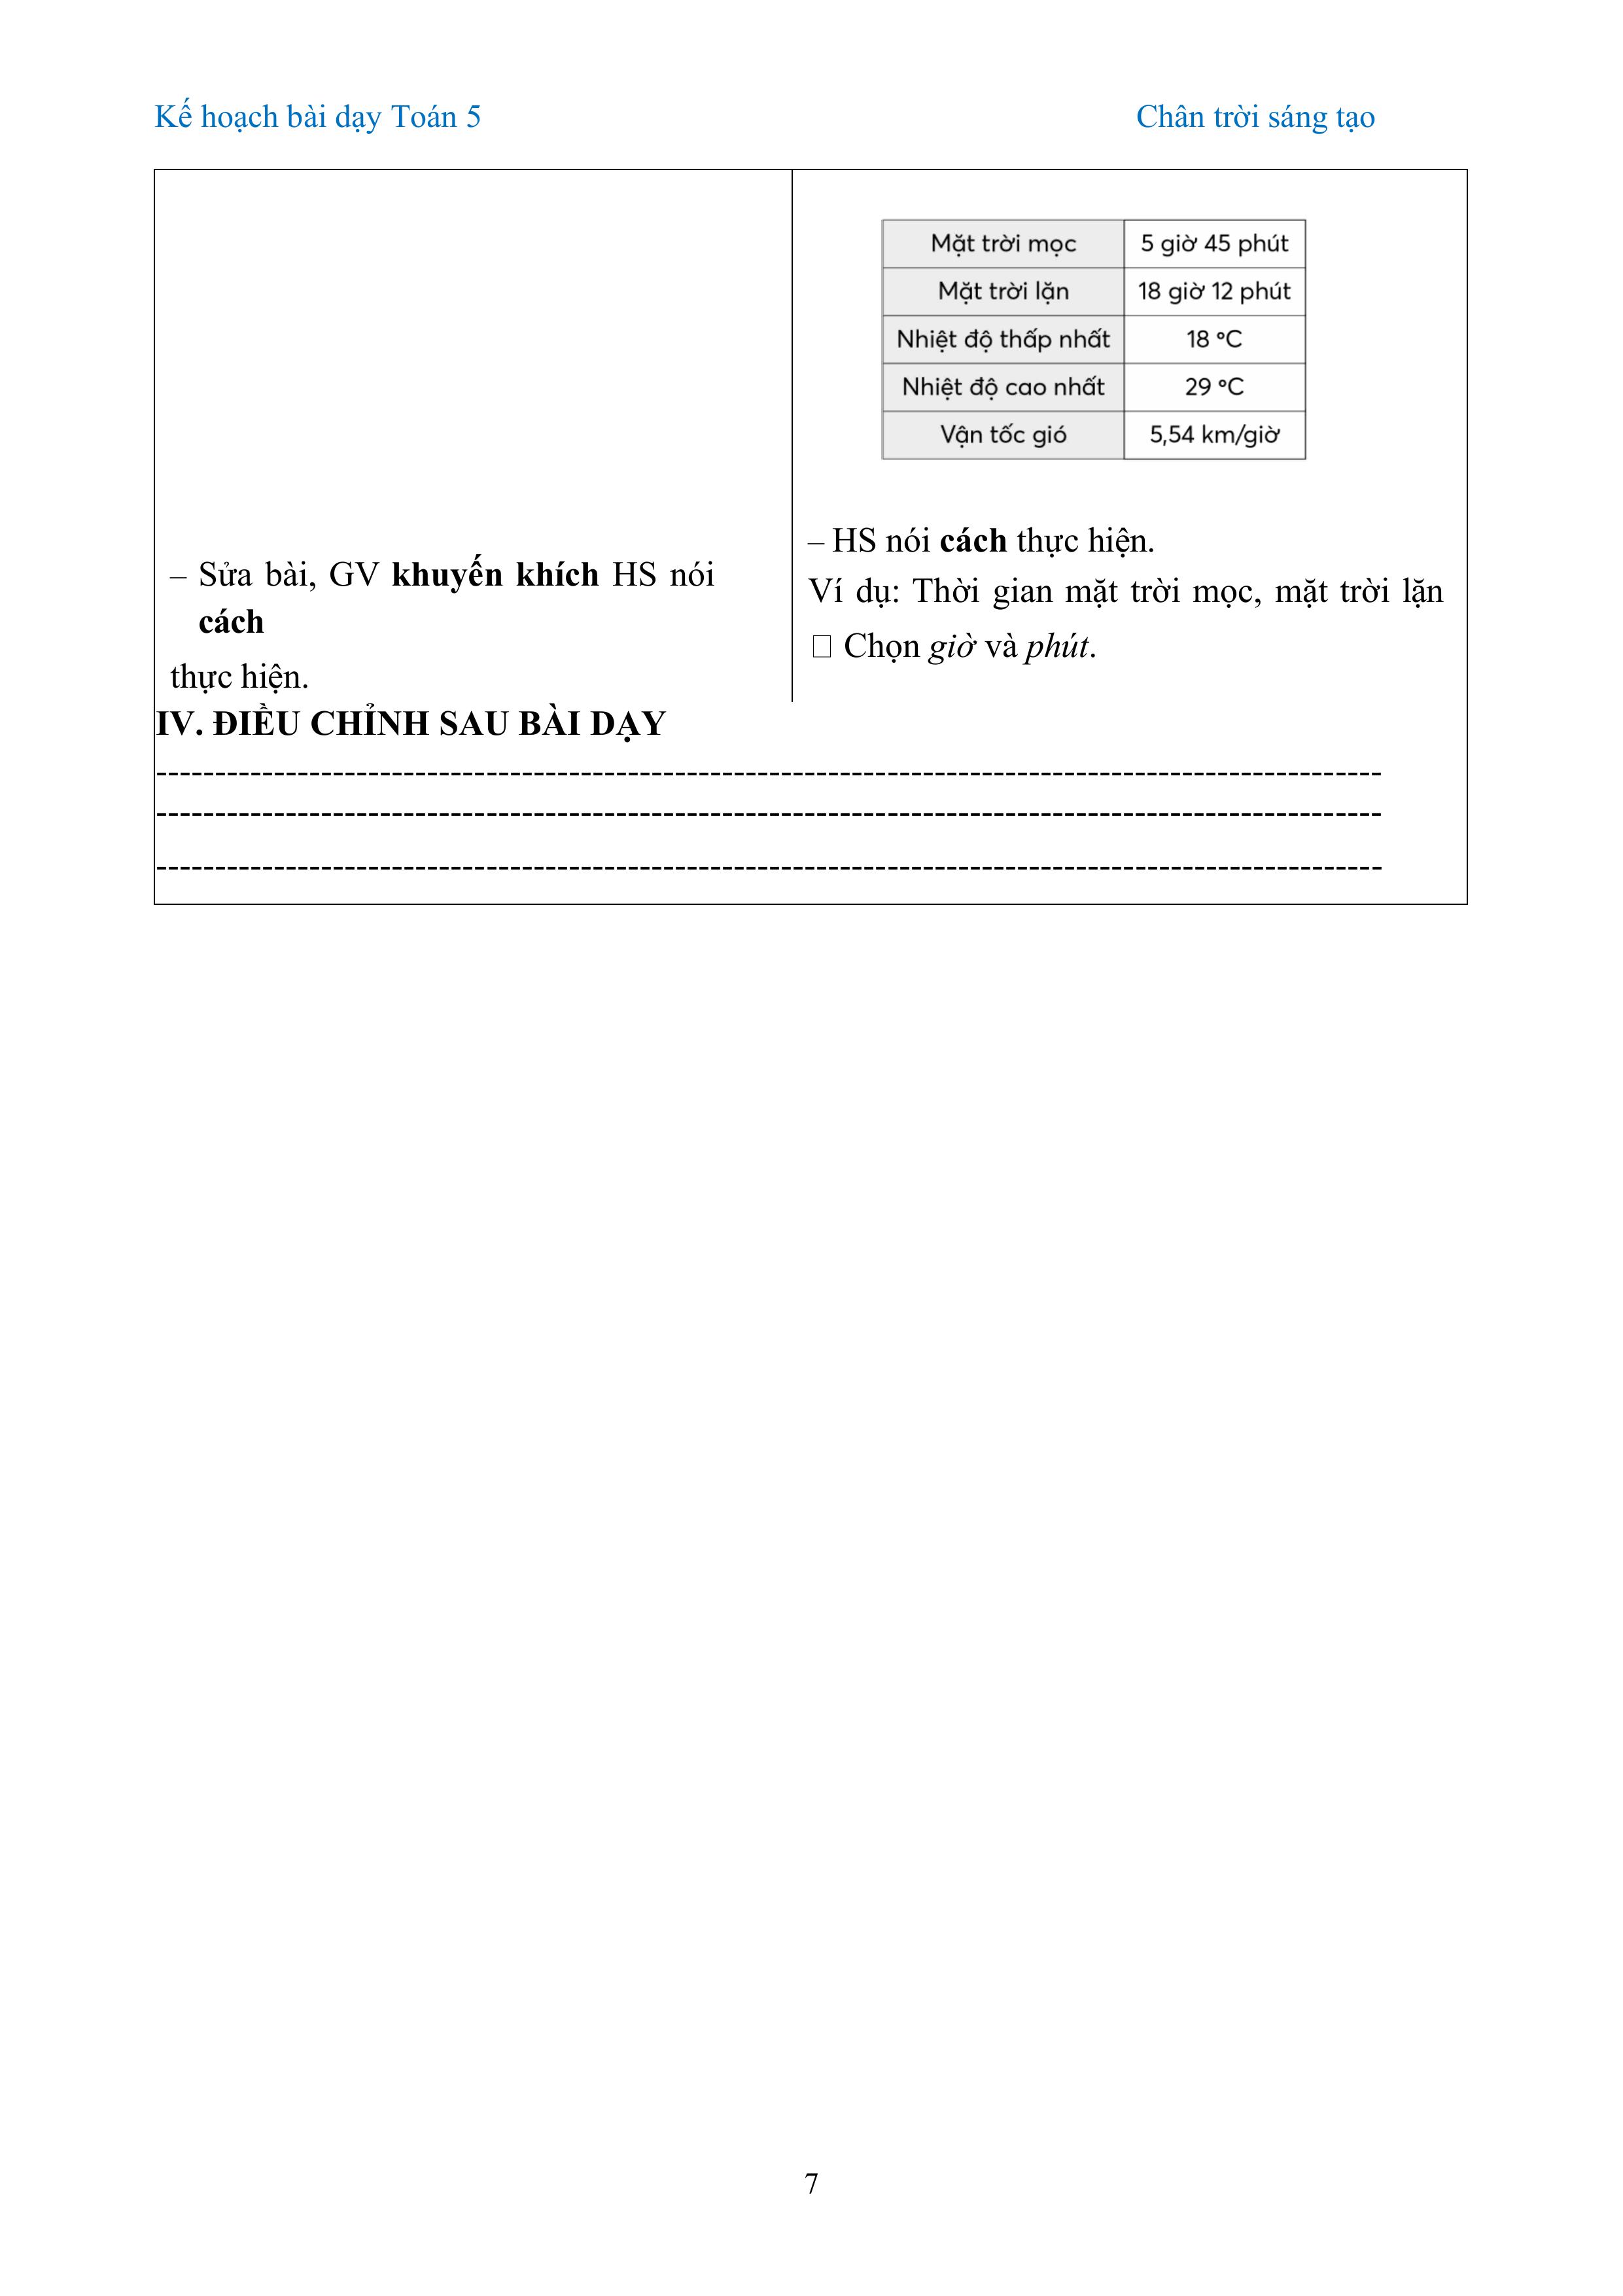 Kế hoạch bài dạy Toán 5 Chân trời sáng tạo
Mặt trời mọc 5 giờ 45 phút
Mặt trời lặn 18 giờ 12 phút
Nhiệt độ thấp nhất 18 °C
Nhiệt độ cao nhất 29 °C
Vận tốc gió 5,54 km/giờ
– Sửa bài, GV khuyến khích HS nói
cách
thực hiện.
– HS nói cách thực hiện.
Ví dụ: Thời gian mặt trời mọc, mặt trời lặn
□ Chọn giờ và phút.
IV. ĐIỀU CHỈNH SAU BÀI DẠY
7